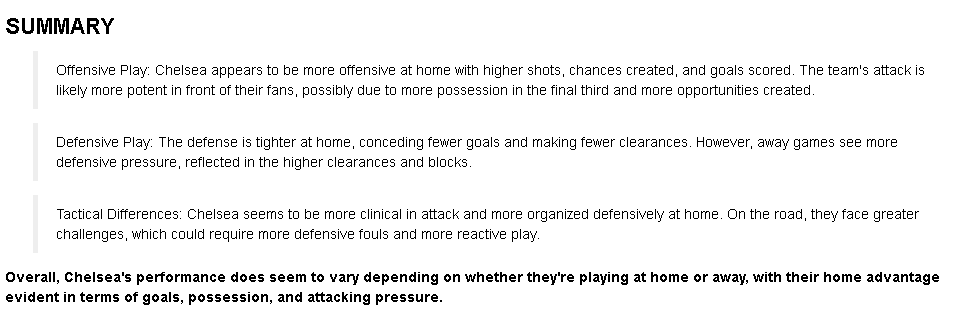 SUMMARY
Offensive Play: Chelsea appears to be more offensive at home with higher shots, chances created, and goals scored. The team's attack is
likely more potent in front of their fans, possibly due to more possession in the final third and more opportunities created.
Defensive Play: The defense is tighter at home, conceding fewer goals and making fewer clearances. However, away games see more
defensive pressure, reflected in the higher clearances and blocks.
Tactical Differences: Chelsea seems to be more clinical in attack and more organized defensively at home. On the road, they face greater
challenges, which could require more defensive fouls and more reactive play.
Overall, Chelsea's performance does seem to vary depending on whether they're playing at home or away, with their home advantage
evident in terms of goals, possession, and attacking pressure.